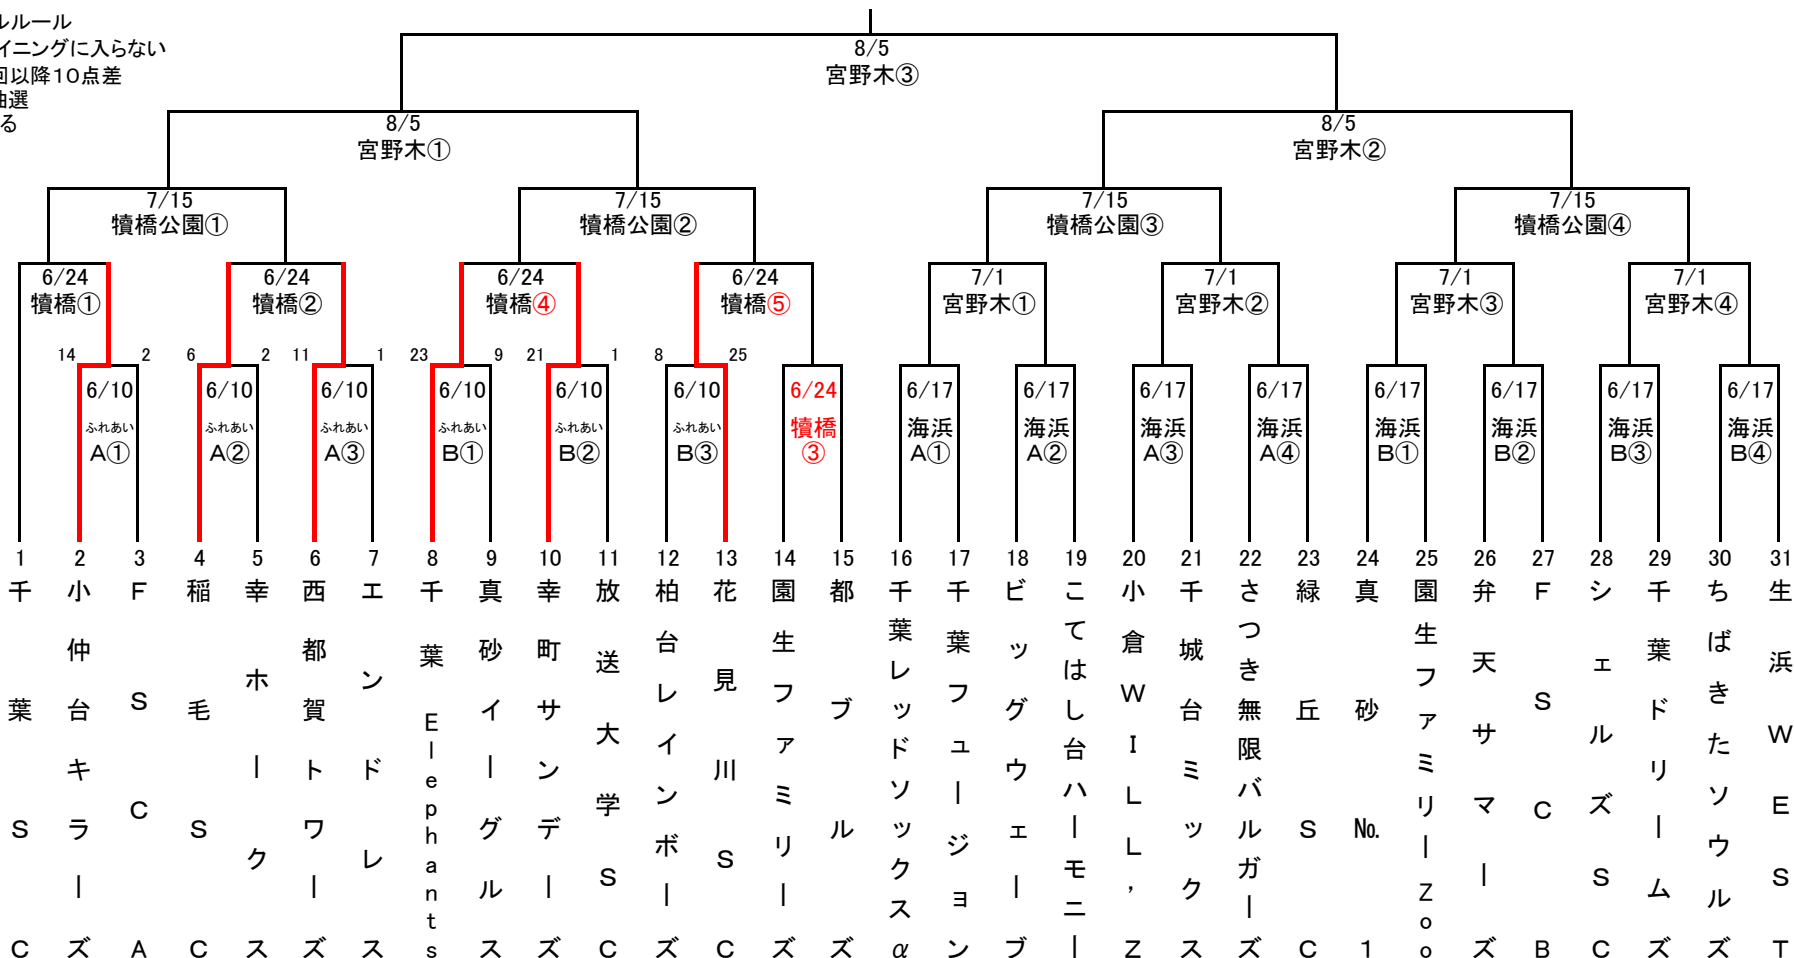 ルルール
イニングに入らない
回以降10点差
抽選
る
8/5
宮野木③
8/5
宮野木①
8/5
宮野木②
7/15
犢橋公園①
7/15
犢橋公園②
7/15
犢橋公園③
7/15
犢橋公園④
6/24
犢橋①
6/24
犢橋②
6/24
犢橋④
6/24
犢橋⑤
7/1
宮野木①
7/1
宮野木②
7/1
宮野木③
7/1
宮野木④
14 2 6 2 11 1 23 9 21 1 8 25
6/10
ふれあい
A①
6/10
ふれあい
A②
6/10
ふれあい
A③
6/10
ふれあい
B①
6/10
ふれあい
B②
6/10
ふれあい
B③
6/24
犢橋
③
6/17
海浜
A①
6/17
海浜
A②
6/17
海浜
A③
6/17
海浜
A④
6/17
海浜
B①
6/17
海浜
B②
6/17
海浜
B③
6/17
海浜
B④
1 千葉SC
2 小仲台キラーズ
3 FSCA
4 稲毛SC
5 幸ホークス
6 西都賀トワーズ
7 エンドレス
8 千葉Elephants
9 真砂イーグルス
10 幸町サンデーズ
11 放送大学SC
12 柏台レインボーズ
13 花見川SC
14 園生ファミリーズ
15 都ブルズ
16 千葉レッドソックスα
17 千葉フュージョン
18 ビッグウェーブ
19 こてはし台ハーモニー
20 小倉WILL'Z
21 千城台ミックス
22 さつき無限バルガーズ
23 緑丘SC
24 真砂№1
25 園生ファミリーZoo
26 弁天サマーズ
27 FSCB
28 シェルズSC
29 千葉ドリームズ
30 ちばきたソウルズ
31 生浜WEST